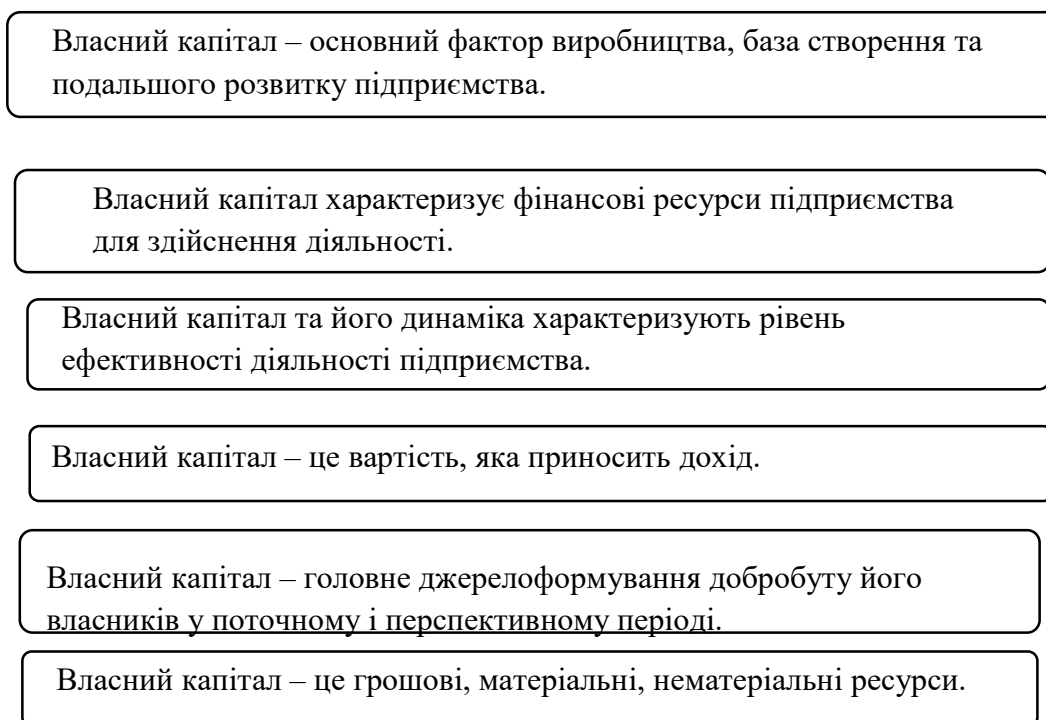 Власний капітал – основний фактор виробництва, база створення та
подальшого розвитку підприємства.
Власний капітал характеризує фінансові ресурси підприємства
для здійснення діяльності.
Власний капітал та його динаміка характеризують рівень
ефективності діяльності підприємства.
Власний капітал – це вартість, яка приносить дохід.
Власний капітал – головне джерелоформування добробуту його
власників у поточному і перспективному періоді.
Власний капітал – це грошові, матеріальні, нематеріальні ресурси.